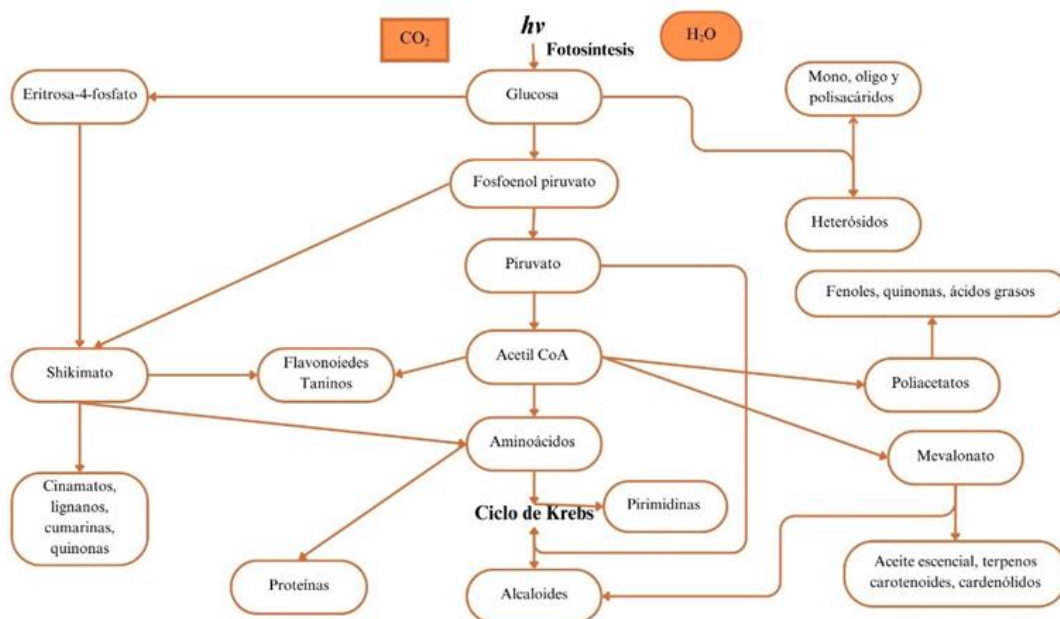 CO₂
hv
H₂O
Fotosíntesis
Eritrosa-4-fosfato
Glucosa
Mono, oligo y
polisacáridos
Fosfoenol piruvato
Heterósidos
Piruvato
Fenoles, quinonas, ácidos grasos
Shikimato
Flavonoiedes
Taninos
Acetil CoA
Poliacetatos
Aminoácidos
Mevalonato
Cinamatos,
lignanos,
cumarinas,
quinonas
Ciclo de Krebs
Pirimidinas
Proteínas
Alcaloides
Aceite escencial, terpenos
carotenoides, cardenólidos